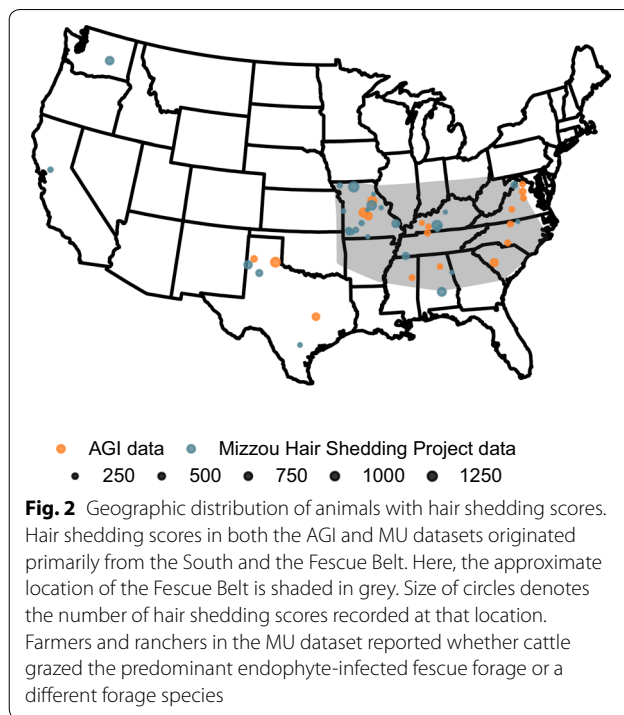 AGI data Mizzou Hair Shedding Project data
250 500 750 1000 1250
Fig. 2 Geographic distribution of animals with hair shedding scores.
Hair shedding scores in both the AGI and MU datasets originated
primarily from the South and the Fescue Belt. Here, the approximate
location of the Fescue Belt is shaded in grey. Size of circles denotes
the number of hair shedding scores recorded at that location.
Farmers and ranchers in the MU dataset reported whether cattle
grazed the predominant endophyte-infected fescue forage or a
different forage species